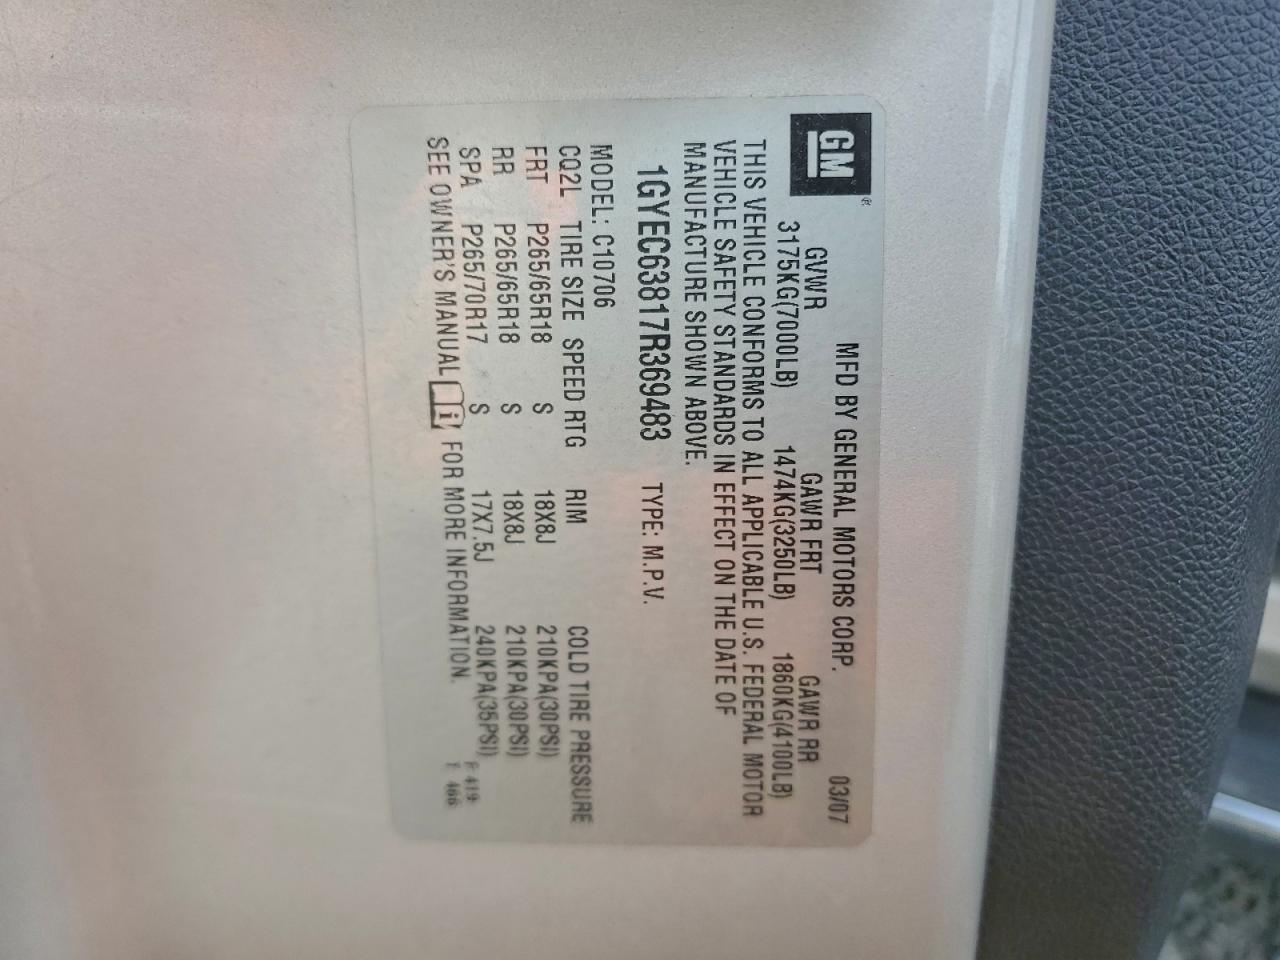 GM®
MFD BY GENERAL MOTORS CORP. 03/07
GVWR GAWR FRT GAWR RR
3175KG(7000LB) 1474KG(3250LB) 1860KG(4100LB)
THIS VEHICLE CONFORMS TO ALL APPLICABLE U.S. FEDERAL MOTOR
VEHICLE SAFETY STANDARDS IN EFFECT ON THE DATE OF
MANUFACTURE SHOWN ABOVE.
1GYEC63817R369483 TYPE: M.P.V.
MODEL: C10706
CQ2L TIRE SIZE SPEED RTG RIM COLD TIRE PRESSURE
FRT P265/65R18 S 18X8J 210KPA(30PSI)
RR P265/65R18 S 18X8J 210KPA(30PSI)
SPA P265/70R17 S 17X7.5J 240KPA(35PSI)
SEE OWNER'S MANUAL i FOR MORE INFORMATION.
F: 419
T: 466